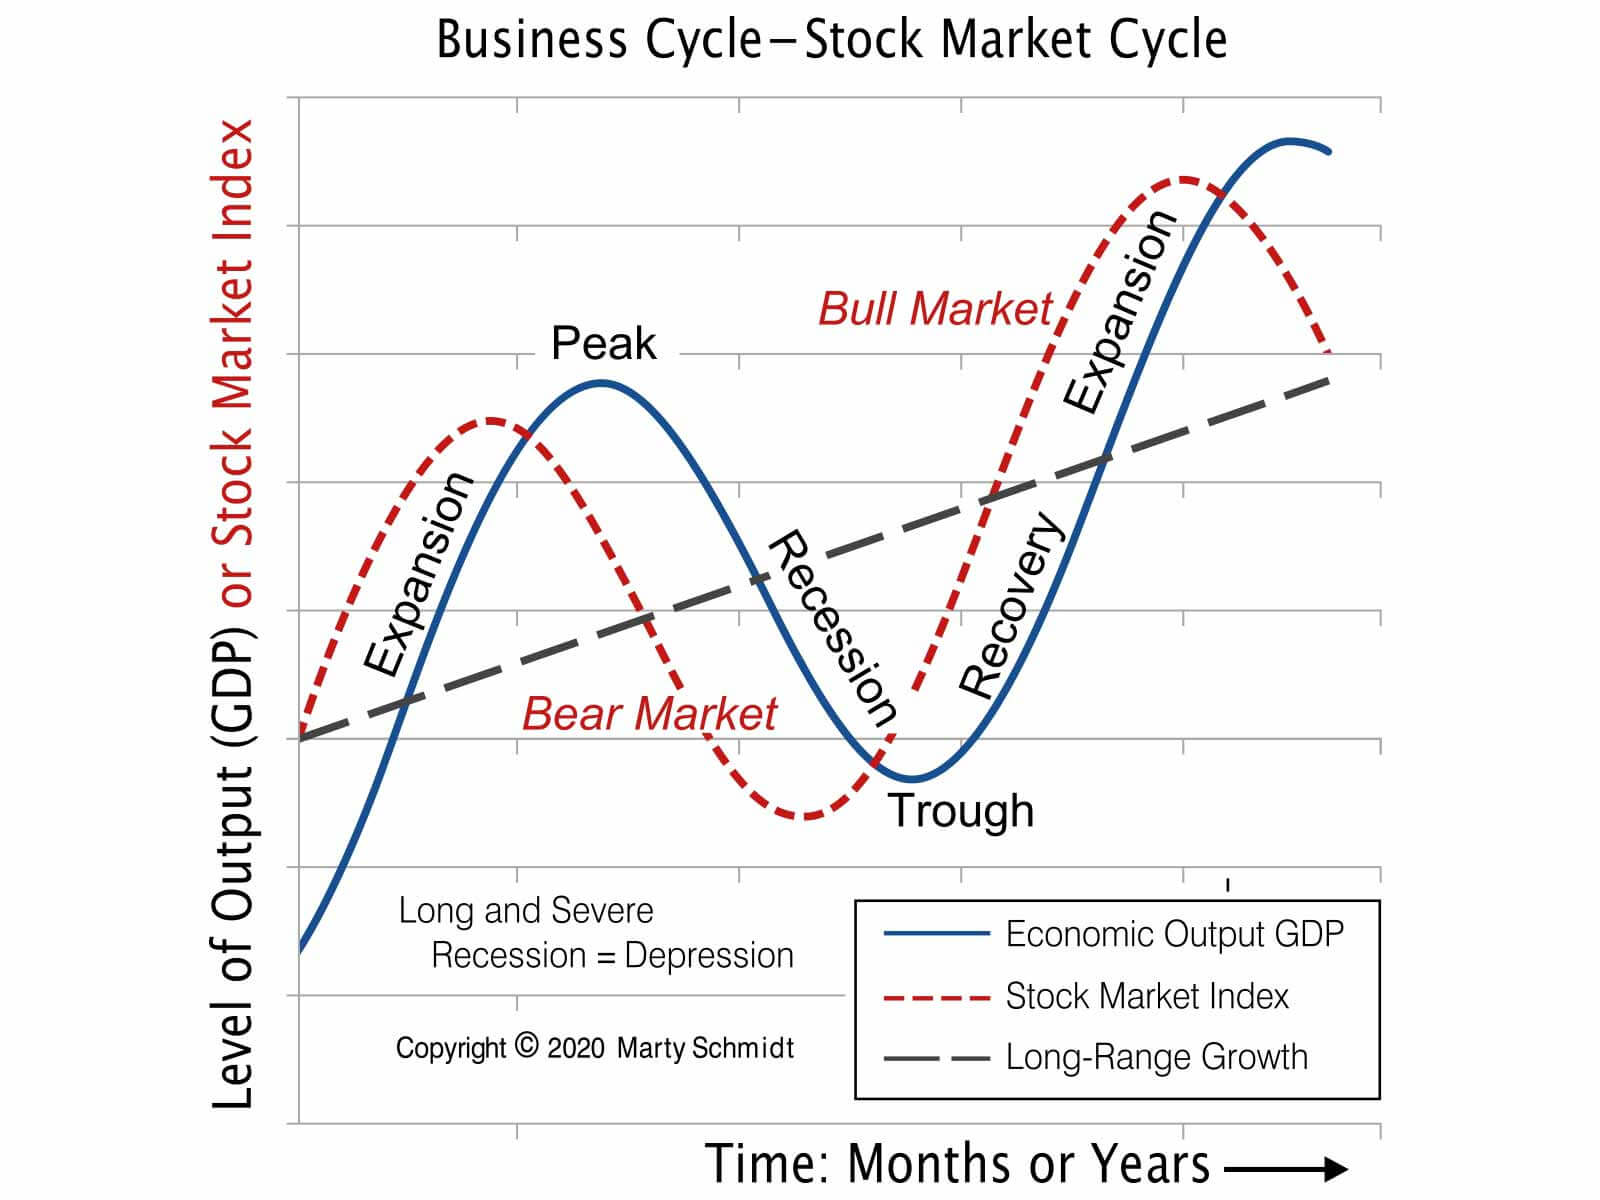 Business Cycle–Stock Market Cycle
Level of Output (GDP) or Stock Market Index
Peak
Bull Market
Expansion
Expansion
Recession
Recovery
Bear Market
Trough
Long and Severe
Recession = Depression
Copyright © 2020 Marty Schmidt
Economic Output GDP
Stock Market Index
Long-Range Growth
Time: Months or Years